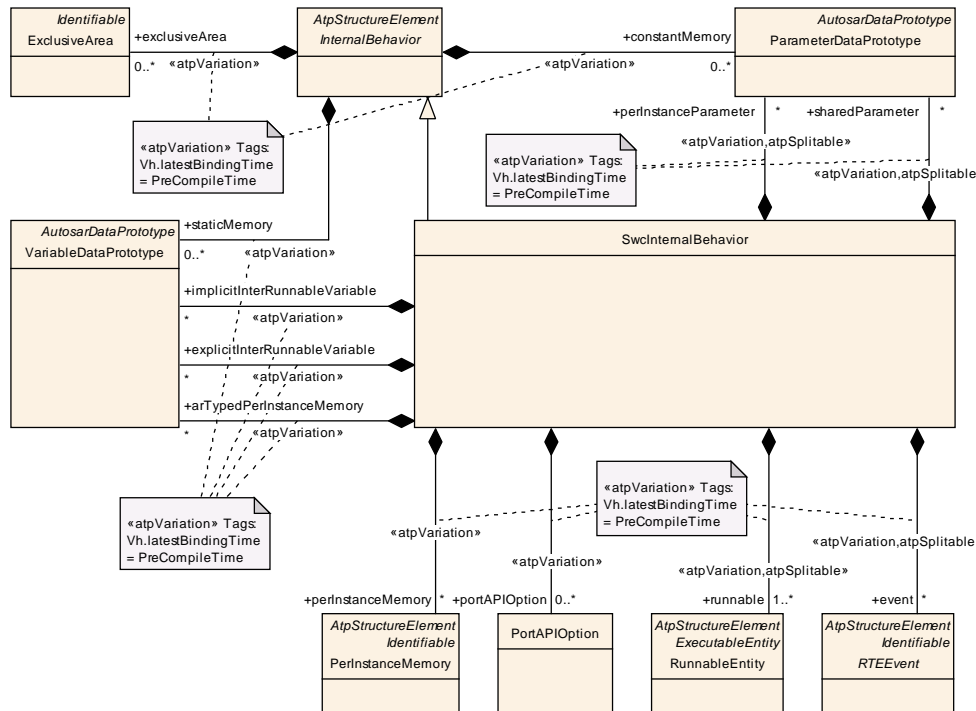 Identifiable
ExclusiveArea
+exclusiveArea
0..*
«atpVariation»
AtpStructureElement
InternalBehavior
+constantMemory
«atpVariation»
0..*
AutosarDataPrototype
ParameterDataPrototype
«atpVariation» Tags:
Vh.latestBindingTime
= PreCompileTime
+perInstanceParameter
*
+sharedParameter
*
«atpVariation» Tags:
Vh.latestBindingTime
= PreCompileTime
«atpVariation,atpSplitable»
«atpVariation,atpSplitable»
AutosarDataPrototype
VariableDataPrototype
+staticMemory
0..*
«atpVariation»
SwcInternalBehavior
+implicitInterRunnableVariable
*
«atpVariation»
+explicitInterRunnableVariable
*
«atpVariation»
+arTypedPerInstanceMemory
*
«atpVariation»
«atpVariation» Tags:
Vh.latestBindingTime
= PreCompileTime
«atpVariation» Tags:
Vh.latestBindingTime
= PreCompileTime
«atpVariation»
«atpVariation,atpSplitable»
«atpVariation»
«atpVariation,atpSplitable»
+perInstanceMemory
*
+portAPIOption
0..*
+runnable
1..*
+event
*
AtpStructureElement
Identifiable
PerInstanceMemory
PortAPIOption
AtpStructureElement
ExecutableEntity
RunnableEntity
AtpStructureElement
Identifiable
RTEEvent